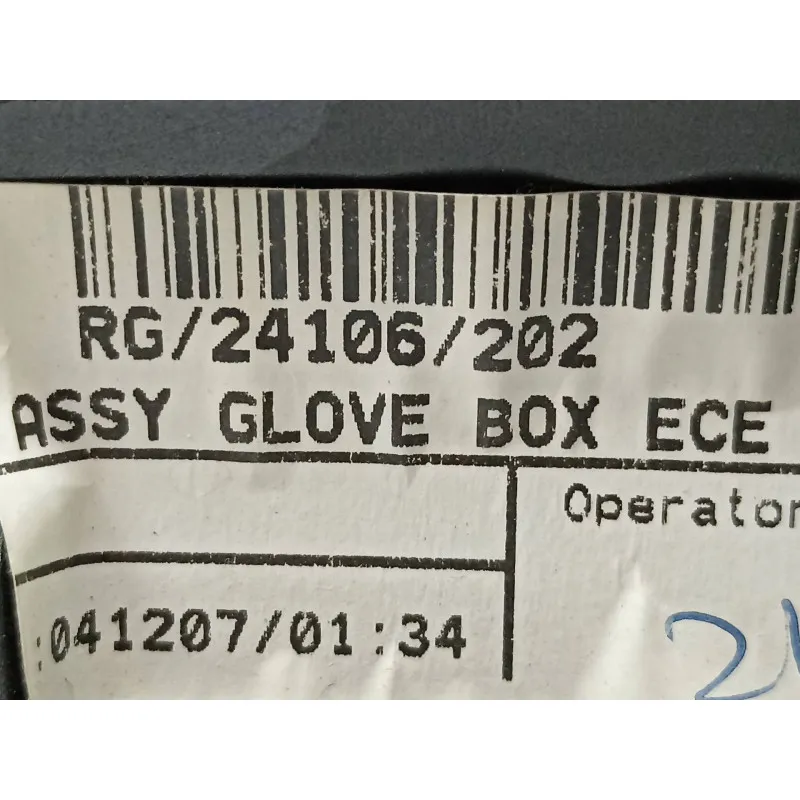 RG/24106/202
ASSY GLOVE BOX ECE
Operator
:041207/01:34